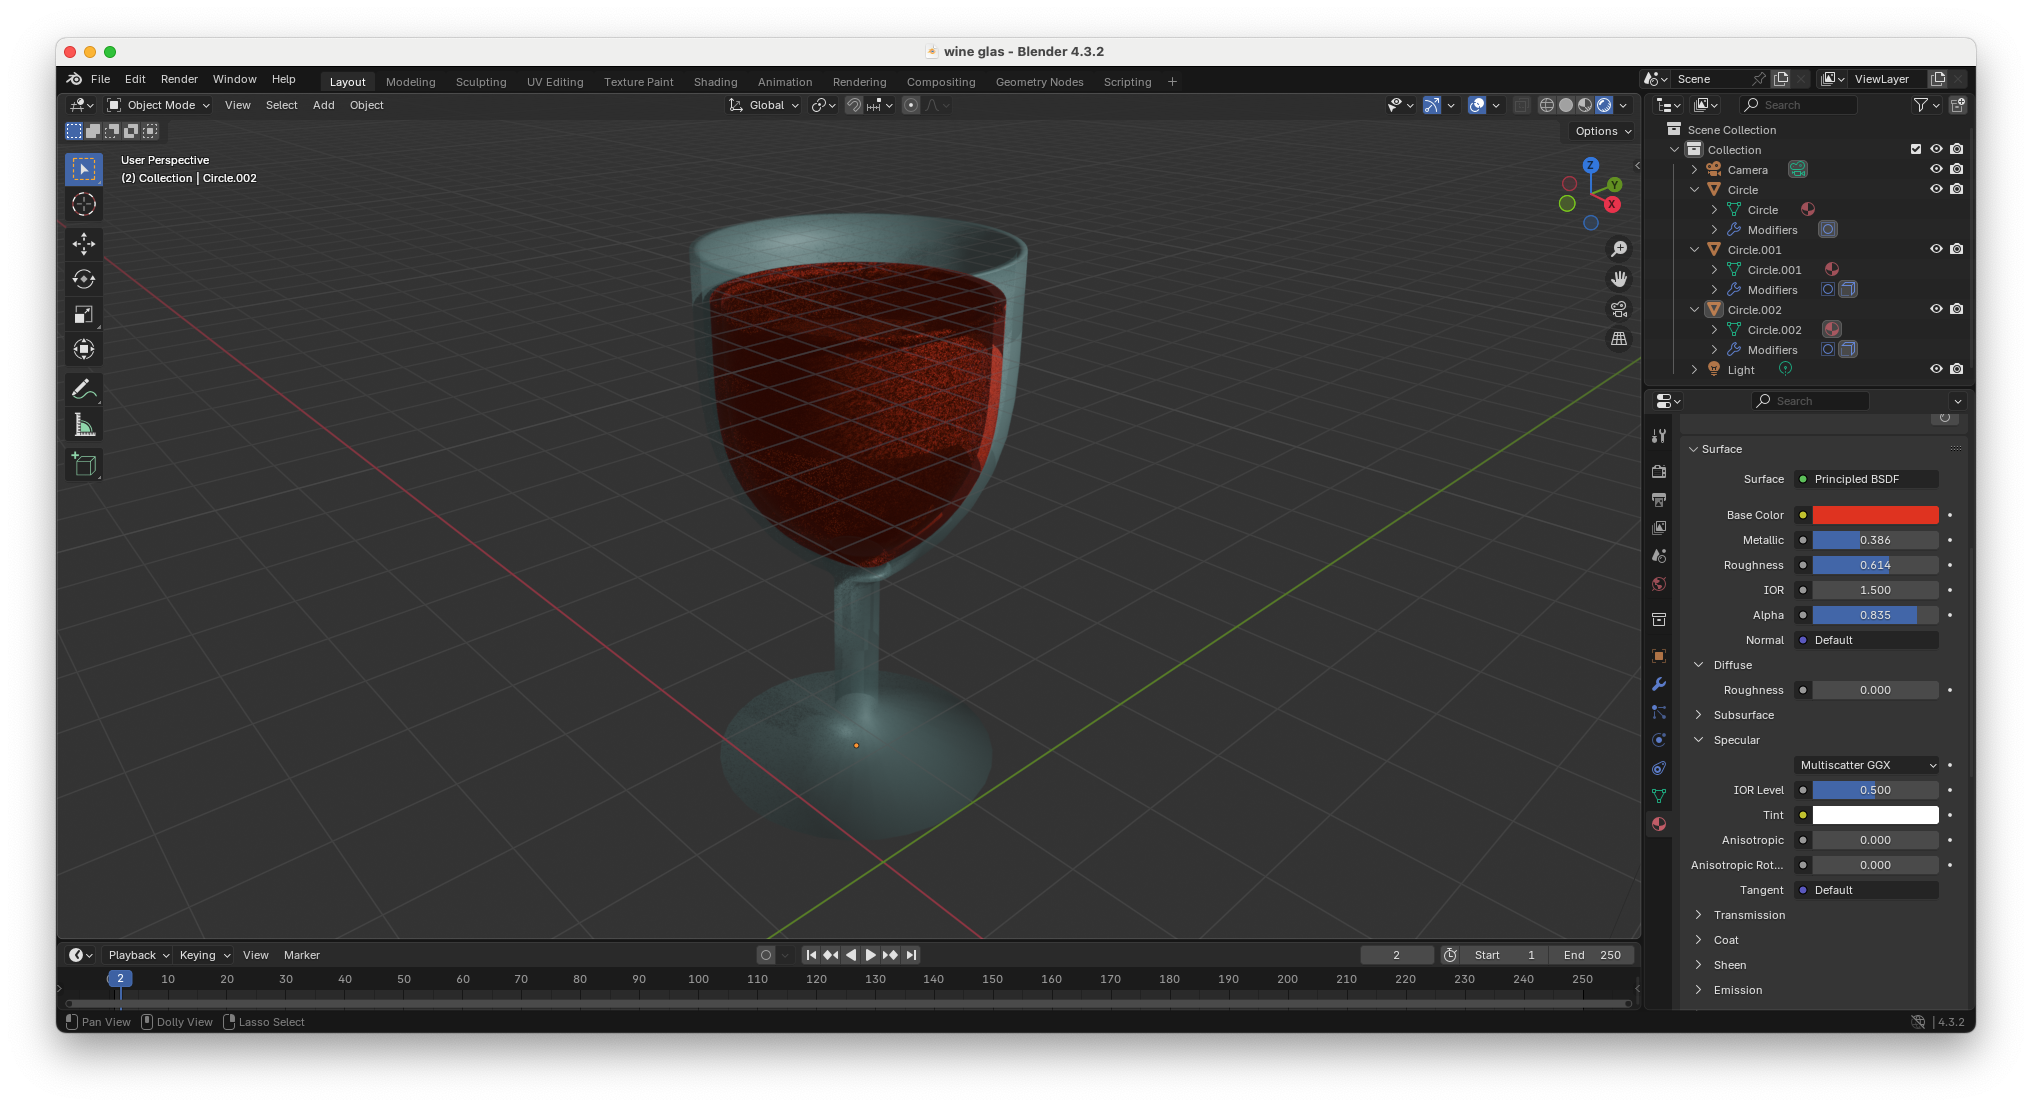 wine glas - Blender 4.3.2
File Edit Render Window Help
Layout Modeling Sculpting UV Editing Texture Paint Shading Animation Rendering Compositing Geometry Nodes Scripting +
Scene ViewLayer
Object Mode View Select Add Object
Global
Search
Options
User Perspective
(2) Collection | Circle.002
Z
Y
X
Scene Collection
Collection
Camera
Circle
Circle
Modifiers
Circle.001
Circle.001
Modifiers
Circle.002
Circle.002
Modifiers
Light
Search
Surface
Surface Principled BSDF
Base Color
Metallic 0.386
Roughness 0.614
IOR 1.500
Alpha 0.835
Normal Default
Diffuse
Roughness 0.000
Subsurface
Specular
Multiscatter GGX
IOR Level 0.500
Tint
Anisotropic 0.000
Anisotropic Rot... 0.000
Tangent Default
Transmission
Coat
Sheen
Emission
Playback Keying View Marker
2 Start 1 End 250
2 10 20 30 40 50 60 70 80 90 100 110 120 130 140 150 160 170 180 190 200 210 220 230 240 250
Pan View Dolly View Lasso Select
4.3.2